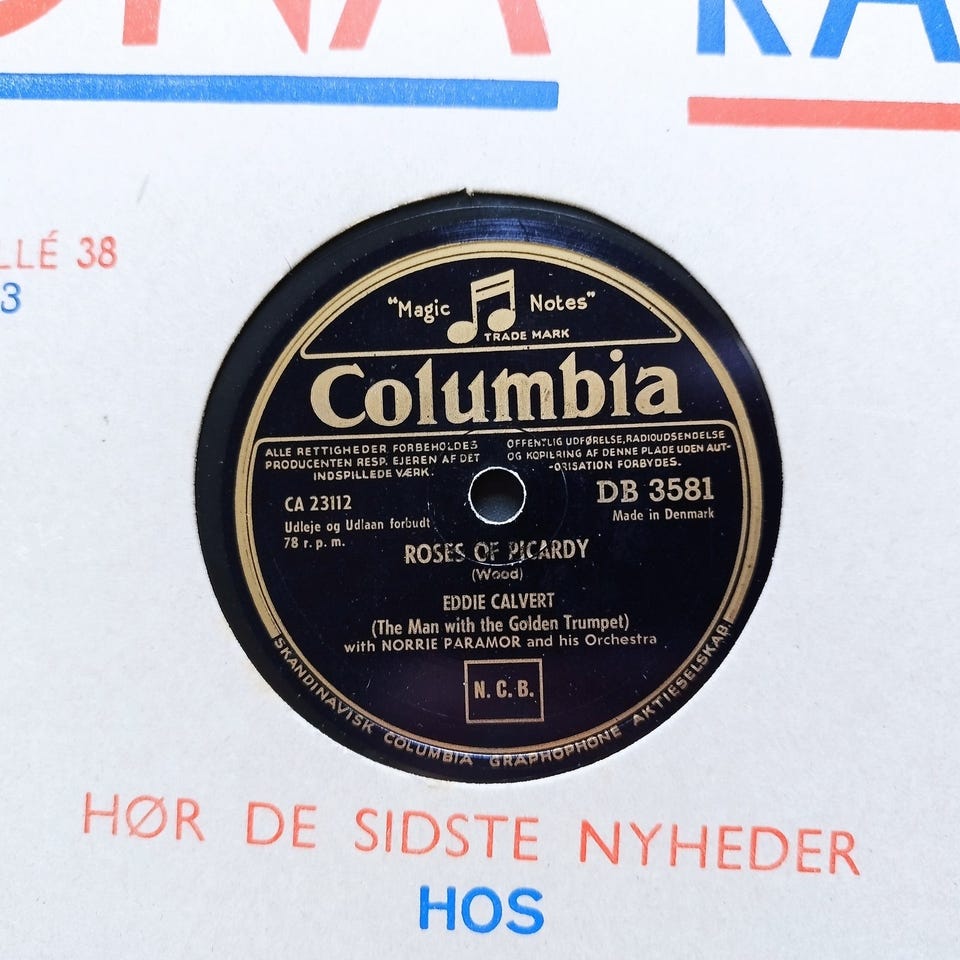 LLÉ 38
3
"Magic Notes"
TRADE MARK
Columbia
ALLE RETTIGHEDER FORBEHOLDES
PRODUCENTEN RESP. EJEREN AF DET
INDSPILLEDE VÆRK.
OFFENTLIG UDFØRELSE, RADIOUDSENDELSE
OG KOPIERING AF DENNE PLADE UDEN AUT-
-ORISATION FORBYDES.
CA 23112
Udleje og Udlaan forbudt
78 r. p. m.
DB 3581
Made in Denmark
ROSES OF PICARDY
(Wood)
EDDIE CALVERT
(The Man with the Golden Trumpet)
with NORRIE PARAMOR and his Orchestra
N. C. B.
SKANDINAVISK COLUMBIA GRAPHOPHONE AKTIESELSKAB.
HØR DE SIDSTE NYHEDER
HOS